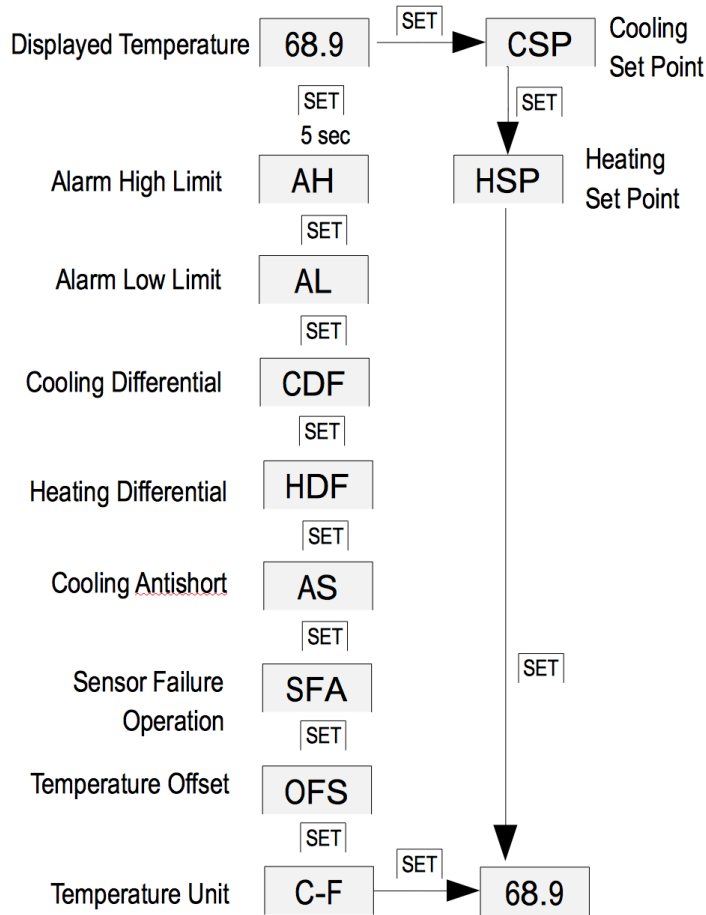 Displayed Temperature 68.9 SET CSP Cooling
Set Point
SET
5 sec
SET
Alarm High Limit AH HSP Heating
Set Point
SET
Alarm Low Limit AL
SET
Cooling Differential CDF
SET
Heating Differential HDF
SET
Cooling Antishort AS
SET
SET
Sensor Failure
Operation
SFA
SET
Temperature Offset OFS
SET
Temperature Unit C-F SET 68.9